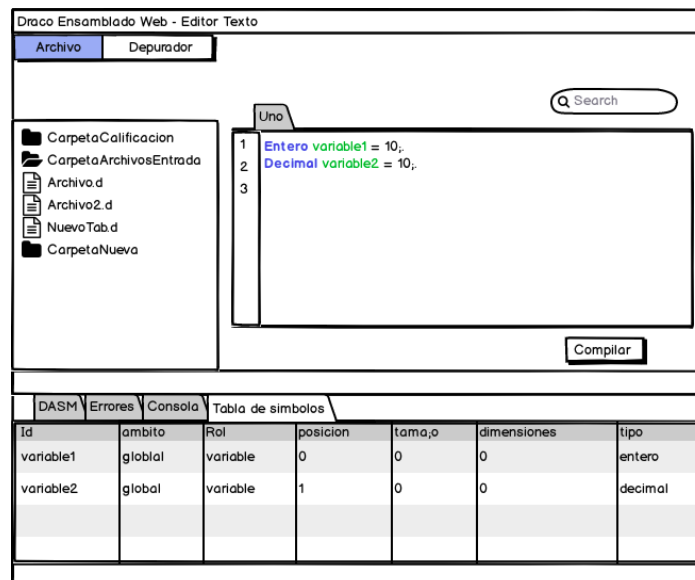 Draco Ensamblado Web - Editor Texto
Archivo Depurador
Search
Uno
CarpetaCalificacion
CarpetaArchivosEntrada
Archivo.d
Archivo2.d
NuevoTab.d
CarpetaNueva
1 Entero variable1 = 10;.
2 Decimal variable2 = 10;.
3
Compilar
DASM Errores Consola Tabla de simbolos
Id ambito Rol posicion tama;o dimensiones tipo
variable1 globlal variable 0 0 0 entero
variable2 global variable 1 0 0 decimal